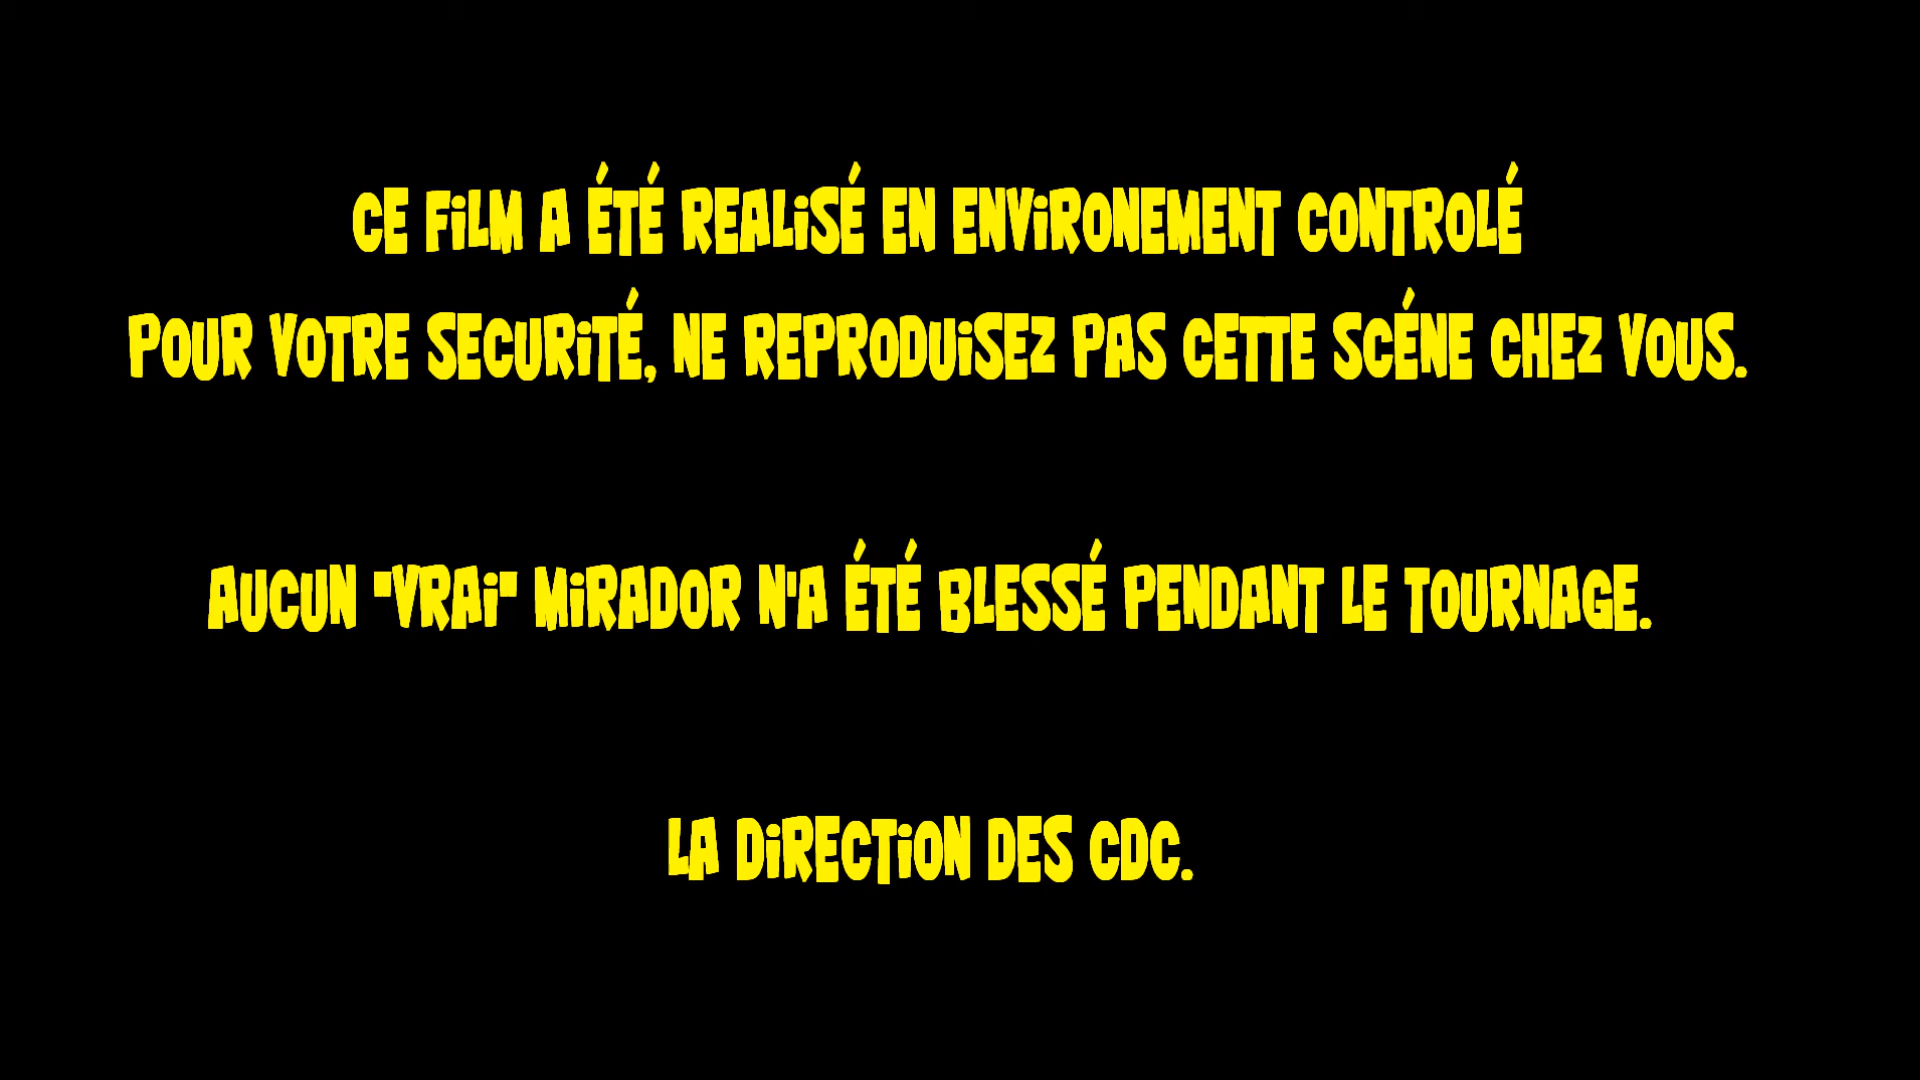 CE FiLM A ÉTÉ REALiSÉ EN ENViRONEMENT CONTROLÉ
POUR VOTRE SECURiTÉ, NE REPRODUiSEZ PAS CETTE SCÉNE CHEZ VOUS.
AUCUN "VRAi" MiRADOR N'A ÉTÉ BLESSÉ PENDANT LE TOURNAGE.
LA DiRECTiON DES CDC.